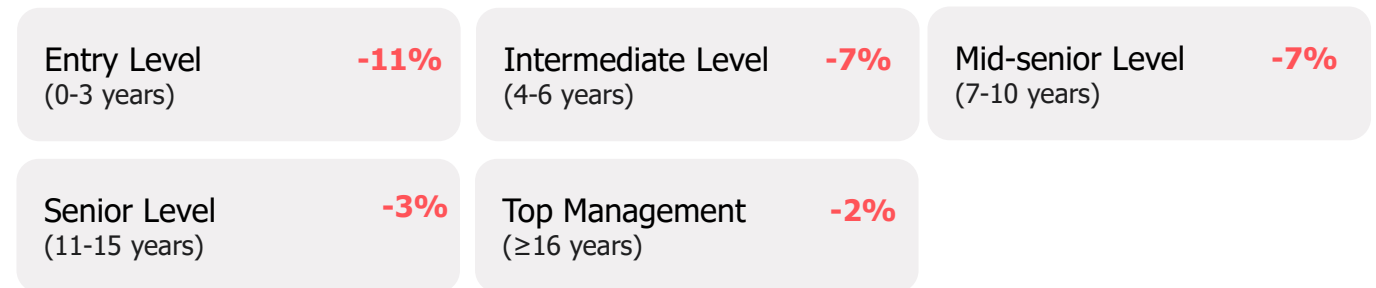 Entry Level -11%
(0-3 years)
Intermediate Level -7%
(4-6 years)
Mid-senior Level -7%
(7-10 years)
Senior Level -3%
(11-15 years)
Top Management -2%
(≥16 years)